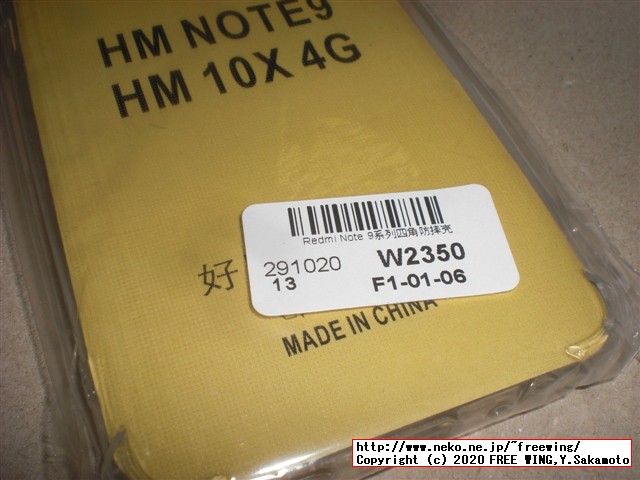 HM NOTE9
HM 10X 4G
Redmi Note 9系列四角防摔壳
291020 W2350
13 F1-01-06
好
MADE IN CHINA
http://www.neko.ne.jp/~freewing/
Copyright (c) 2020 FREE WING,Y.Sakamoto